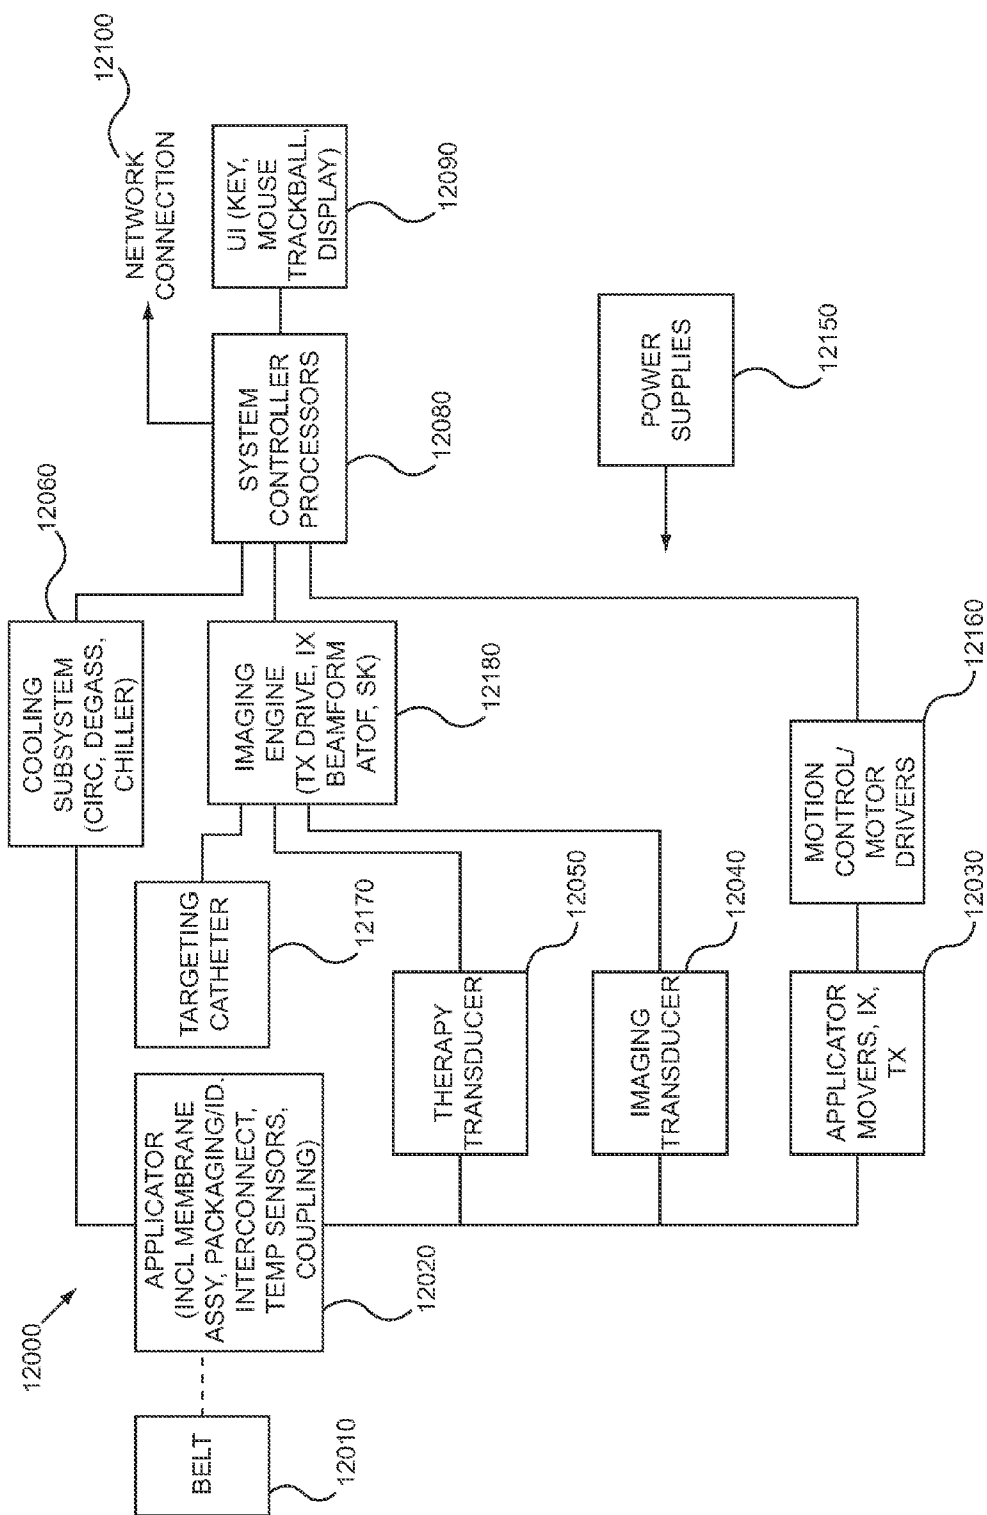 12000
BELT
12010
APPLICATOR
(INCL MEMBRANE
ASSY, PACKAGING/ID.
INTERCONNECT,
TEMP SENSORS,
COUPLING)
12020
COOLING
SUBSYSTEM
(CIRC, DEGASS,
CHILLER)
12060
TARGETING
CATHETER
12170
IMAGING
ENGINE
(TX DRIVE, IX
BEAMFORM
ATOF, SK)
12180
THERAPY
TRANSDUCER
12050
IMAGING
TRANSDUCER
12040
APPLICATOR
MOVERS, IX,
TX
12030
MOTION
CONTROL/
MOTOR
DRIVERS
12160
SYSTEM
CONTROLLER
PROCESSORS
12080
NETWORK
CONNECTION
12100
UI (KEY,
MOUSE
TRACKBALL,
DISPLAY)
12090
POWER
SUPPLIES
12150